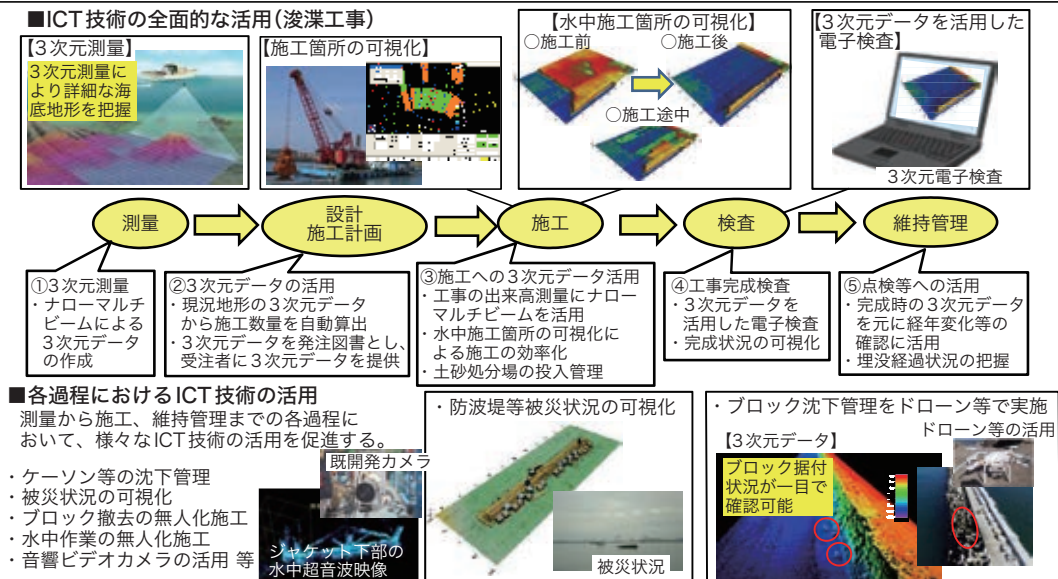 ■ICT技術の全面的な活用（浚渫工事）
【3次元測量】
3次元測量に
より詳細な海
底地形を把握
【施工箇所の可視化】
【水中施工箇所の可視化】
○施工前
○施工後
○施工途中
【3次元データを活用した
電子検査】
3次元電子検査
測量
設計
施工計画
施工
検査
維持管理
①3次元測量
・ナローマルチ
ビームによる
3次元データ
の作成
②3次元データの活用
・現況地形の3次元データ
から施工数量を自動算出
・3次元データを発注図書とし、
受注者に3次元データを提供
③施工への3次元データ活用
・工事の出来高測量にナロー
マルチビームを活用
・水中施工箇所の可視化に
よる施工の効率化
・土砂処分場の投入管理
④工事完成検査
・3次元データを
活用した電子検査
・完成状況の可視化
⑤点検等への活用
・完成時の3次元データ
を元に経年変化等の
確認に活用
・埋没経過状況の把握
■各過程におけるICT技術の活用
測量から施工、維持管理までの各過程に
おいて、様々なICT技術の活用を促進する。
・ケーソン等の沈下管理
・被災状況の可視化
・ブロック撤去の無人化施工
・水中作業の無人化施工
・音響ビデオカメラの活用 等
既開発カメラ
ジャケット下部の
水中超音波映像
・防波堤等被災状況の可視化
被災状況
・ブロック沈下管理をドローン等で実施
ドローン等の活用
【3次元データ】
ブロック据付
状況が一目で
確認可能